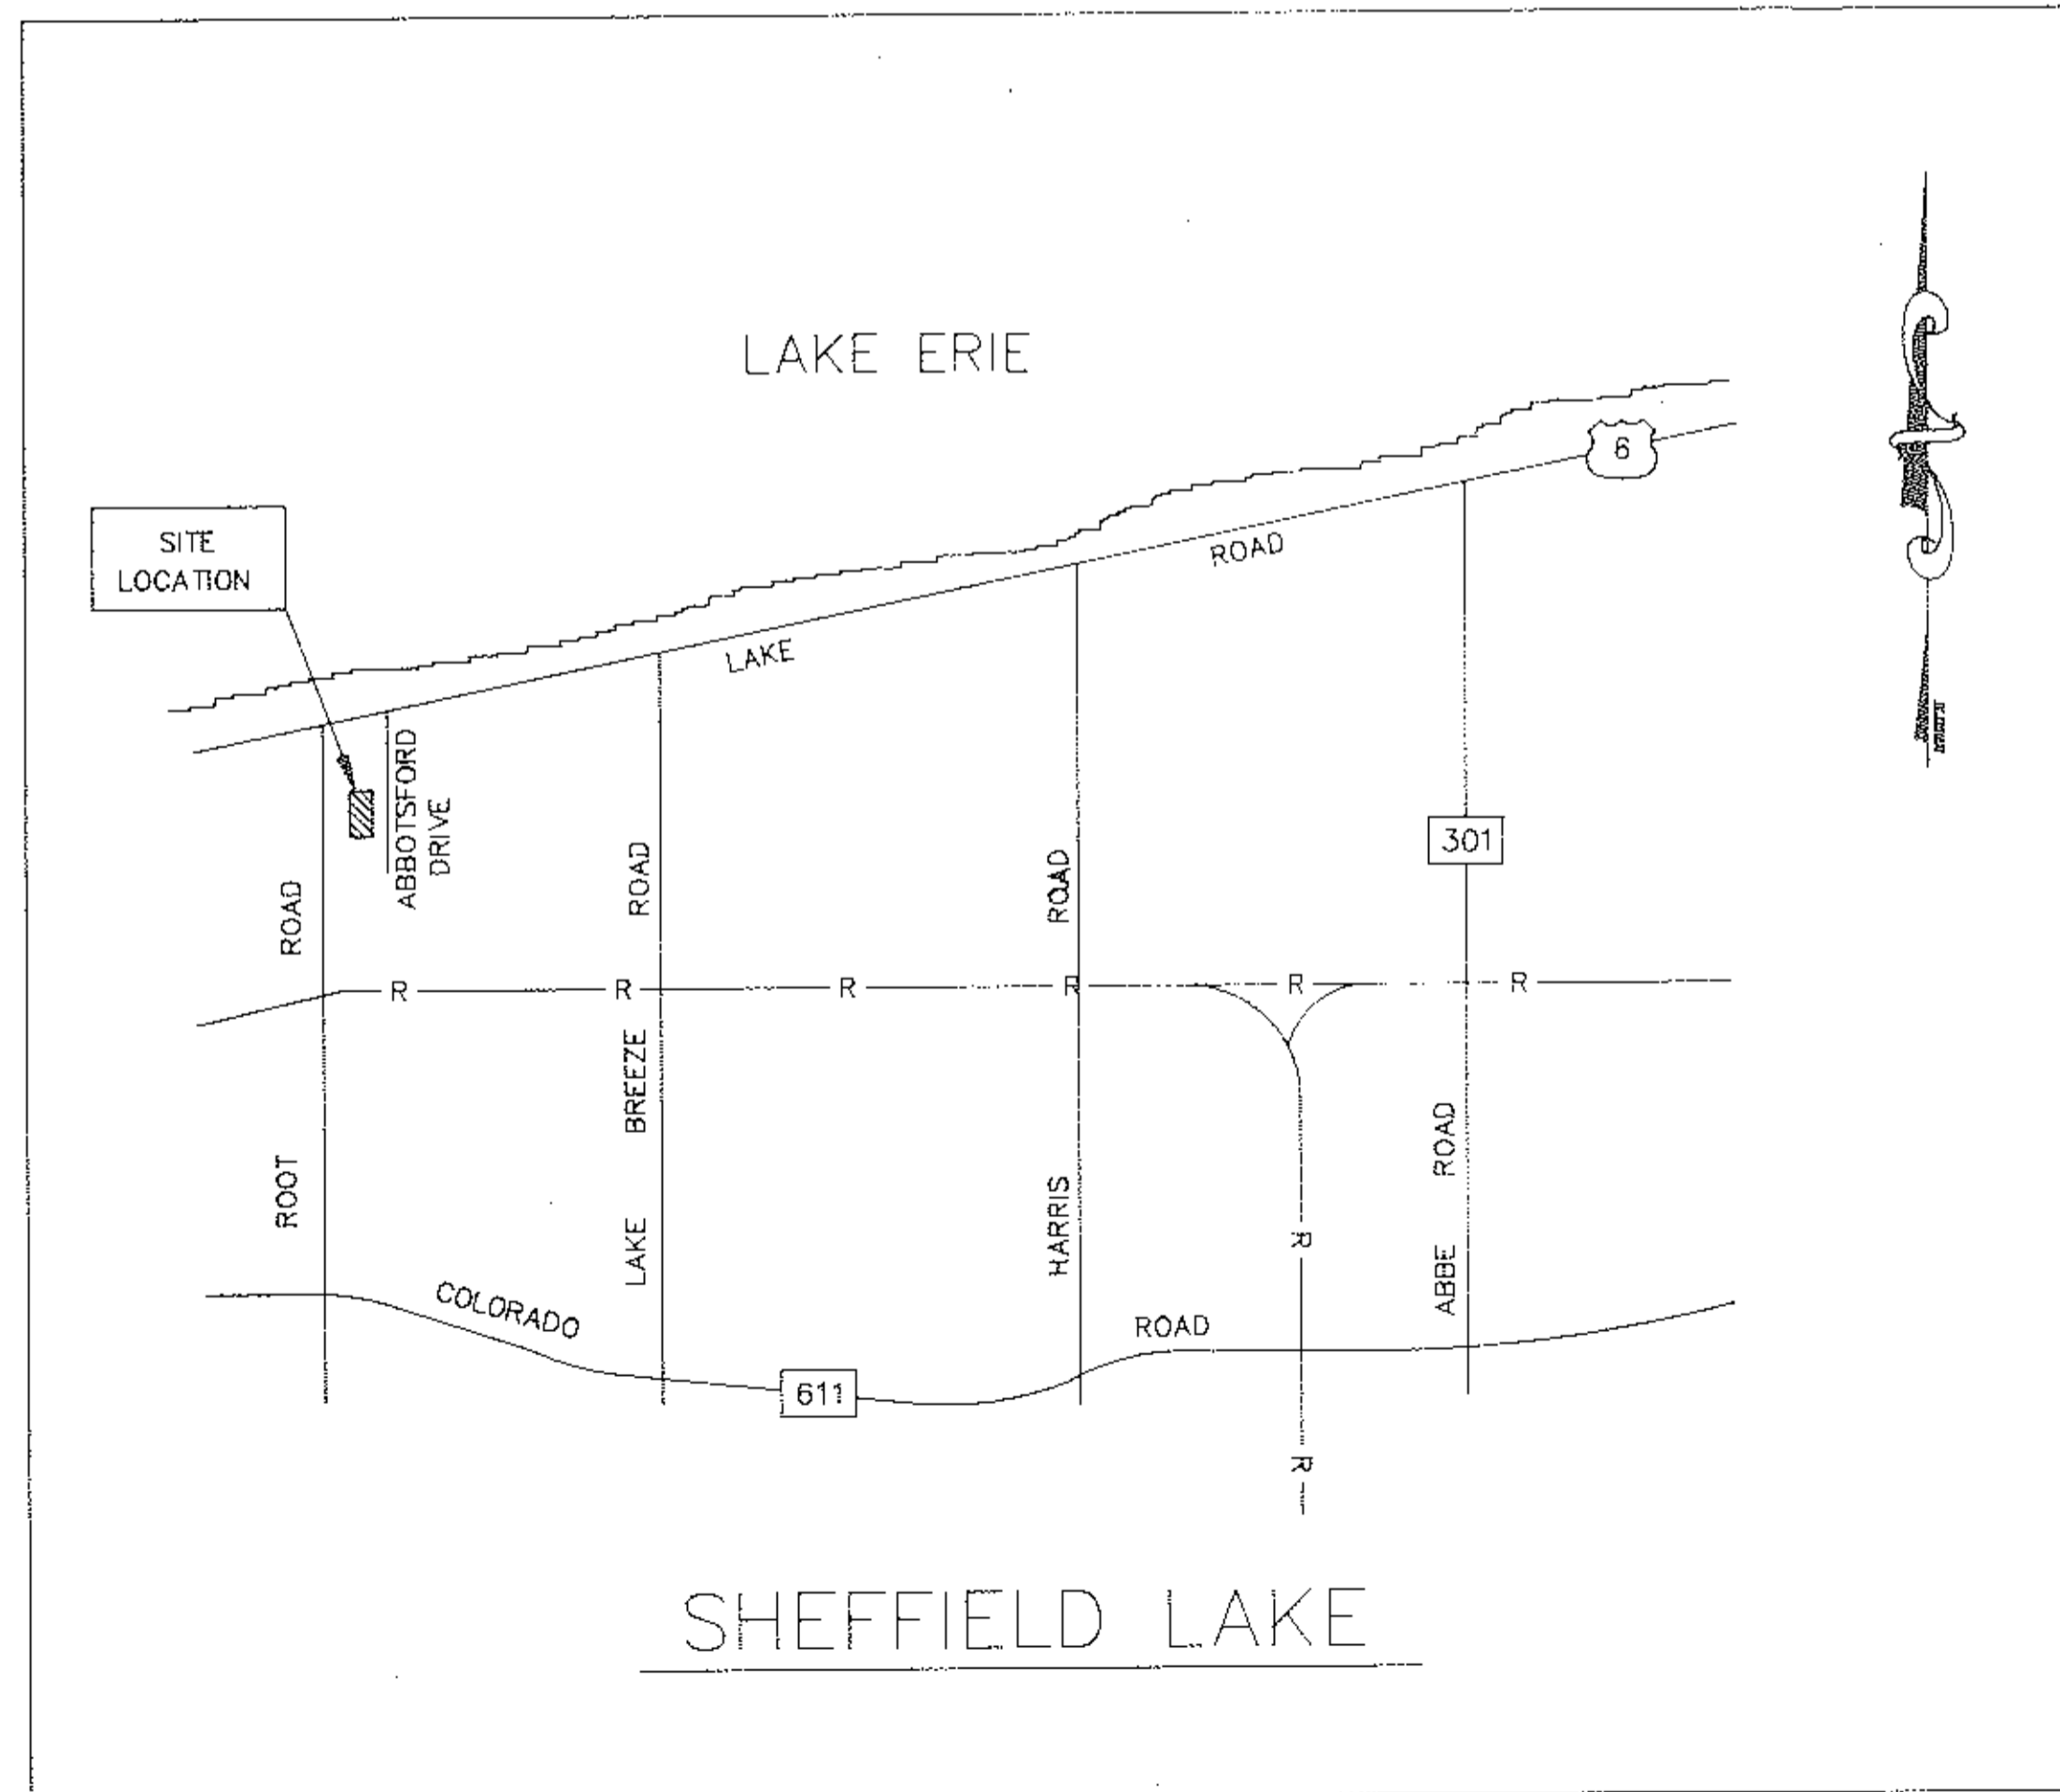 LAKE ERIE
6
SITE
LOCATION
ROAD
LAKE
ABBOTSFORD
DRIVE
301
ROAD
ROAD
ROAD
R
R
R
R
R
R
BREEZE
ROAD
ROOT
LAKE
HARRIS
R
ABBE
COLORADO
ROAD
611
R
SHEFFIELD LAKE